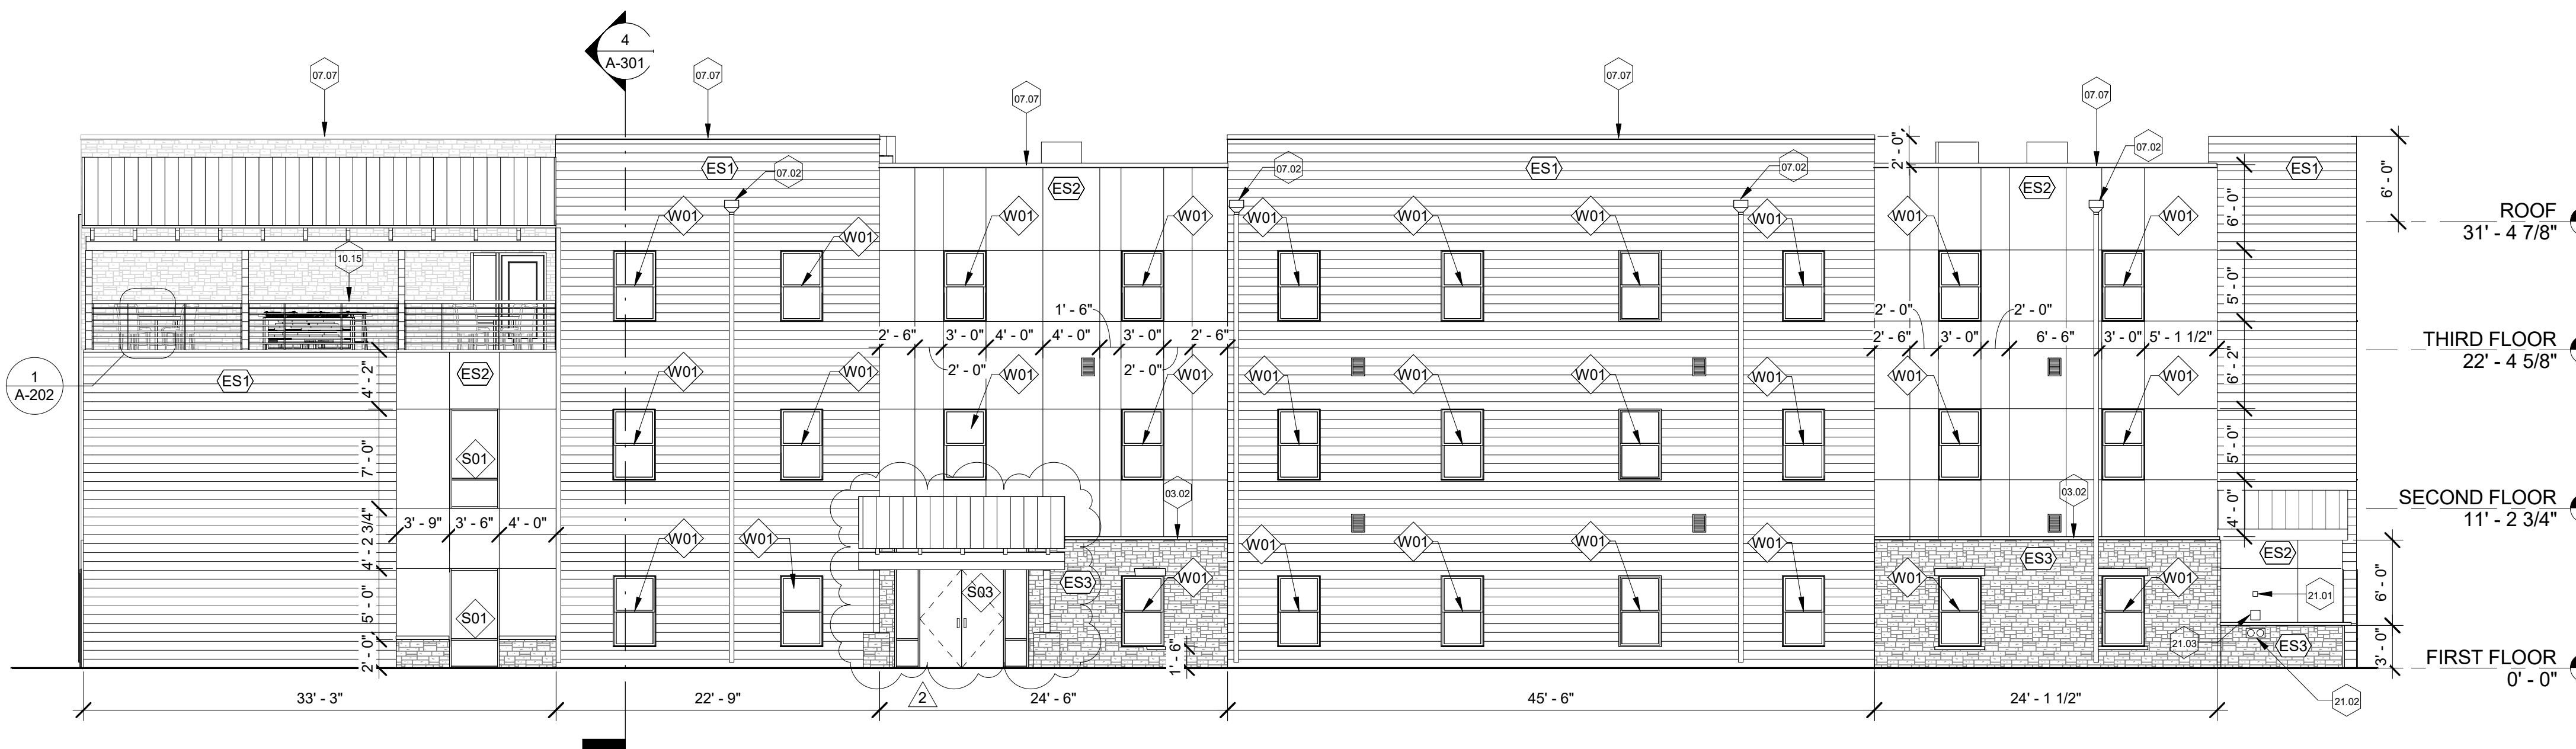 4
A-301
07.07
07.07
07.07
07.07
07.07
ES1
07.02
07.02
ES1
07.02
07.02
ES1
2' - 0"
6' - 0"
ES2
ES2
W01
W01
W01
W01
W01
W01
W01
W01
W01
W01
6' - 0"
ROOF
31' - 4 7/8"
10.15
1' - 6"
2' - 0"
2' - 0"
5' - 0"
2' - 6"
3' - 0"
4' - 0"
4' - 0"
3' - 0"
2' - 6"
2' - 6"
3' - 0"
6' - 6"
3' - 0"
5' - 1 1/2"
THIRD FLOOR
22' - 4 5/8"
1
A-202
ES1
4' - 2"
ES2
W01
W01
2' - 0"
W01
2' - 0"
W01
W01
W01
W01
W01
W01
W01
6' - 2"
7' - 0"
S01
5' - 0"
03.02
03.02
SECOND FLOOR
11' - 2 3/4"
4' - 2 3/4"
3' - 9"
3' - 6"
4' - 0"
4' - 0"
W01
W01
W01
W01
W01
W01
ES3
S03
ES3
W01
W01
W01
ES2
21.01
6' - 0"
5' - 0"
S01
2' - 0"
1' - 6"
21.03
ES3
3' - 0"
FIRST FLOOR
0' - 0"
33' - 3"
22' - 9"
2
24' - 6"
45' - 6"
24' - 1 1/2"
21.02